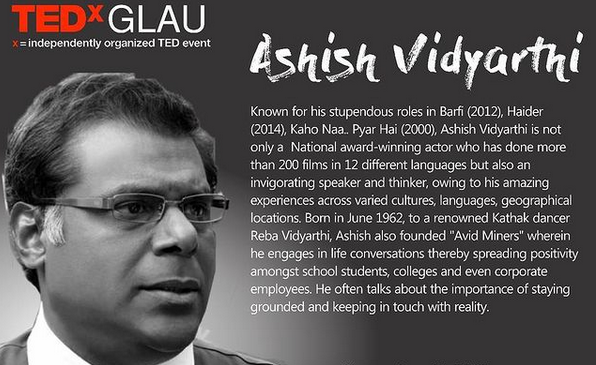 TEDx GLAU
x = independently organized TED event
Ashish Vidyarthi
Known for his stupendous roles in Barfi (2012), Haider
(2014), Kaho Naa.. Pyar Hai (2000), Ashish Vidyarthi is not
only a National award-winning actor who has done more
than 200 films in 12 different languages but also an
invigorating speaker and thinker, owing to his amazing
experiences across varied cultures, languages, geographical
locations. Born in June 1962, to a renowned Kathak dancer
Reba Vidyarthi, Ashish also founded "Avid Miners" wherein
he engages in life conversations thereby spreading positivity
amongst school students, colleges and even corporate
employees. He often talks about the importance of staying
grounded and keeping in touch with reality.